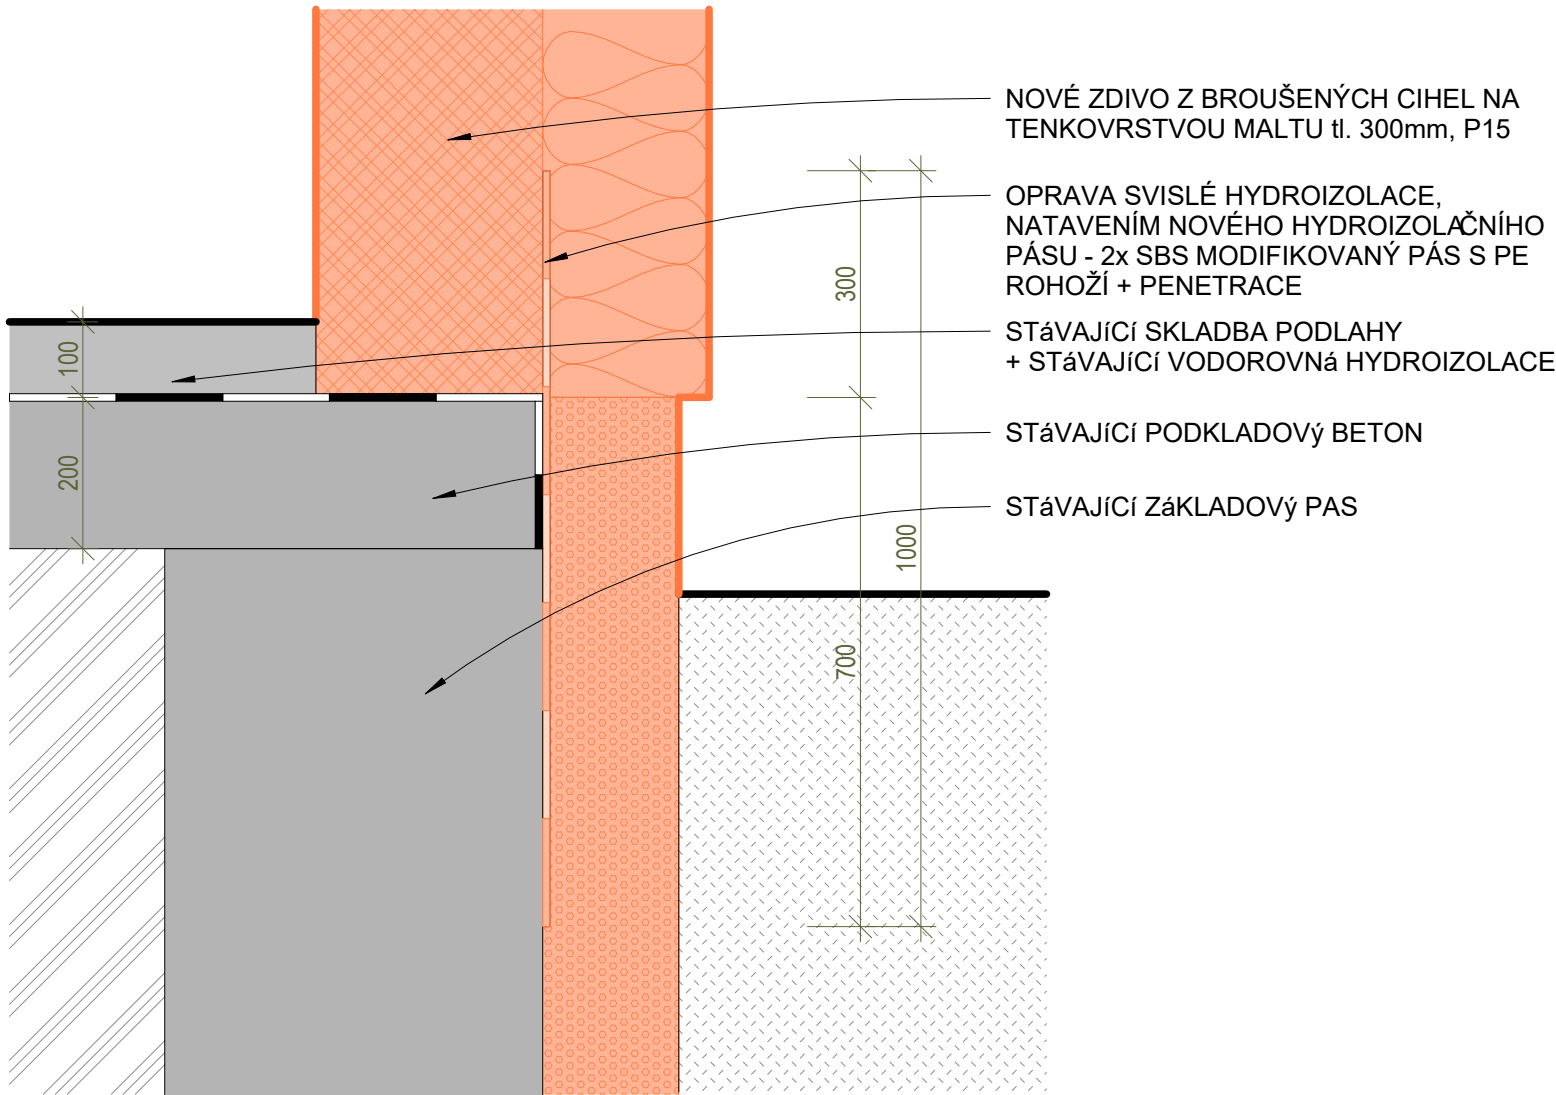 NOVÉ ZDIVO Z BROUŠENÝCH CIHEL NA
TENKOVRSTVOU MALTU tl. 300mm, P15
OPRAVA SVISLÉ HYDROIZOLACE,
NATAVENÍM NOVÉHO HYDROIZOLAČNÍHO
PÁSU - 2x SBS MODIFIKOVANÝ PÁS S PE
ROHOŽÍ + PENETRACE
STáVAJíCí SKLADBA PODLAHY
+ STáVAJíCí VODOROVNá HYDROIZOLACE
STáVAJíCí PODKLADOVý BETON
STáVAJíCí ZáKLADOVý PAS
100
200
300
700
1000